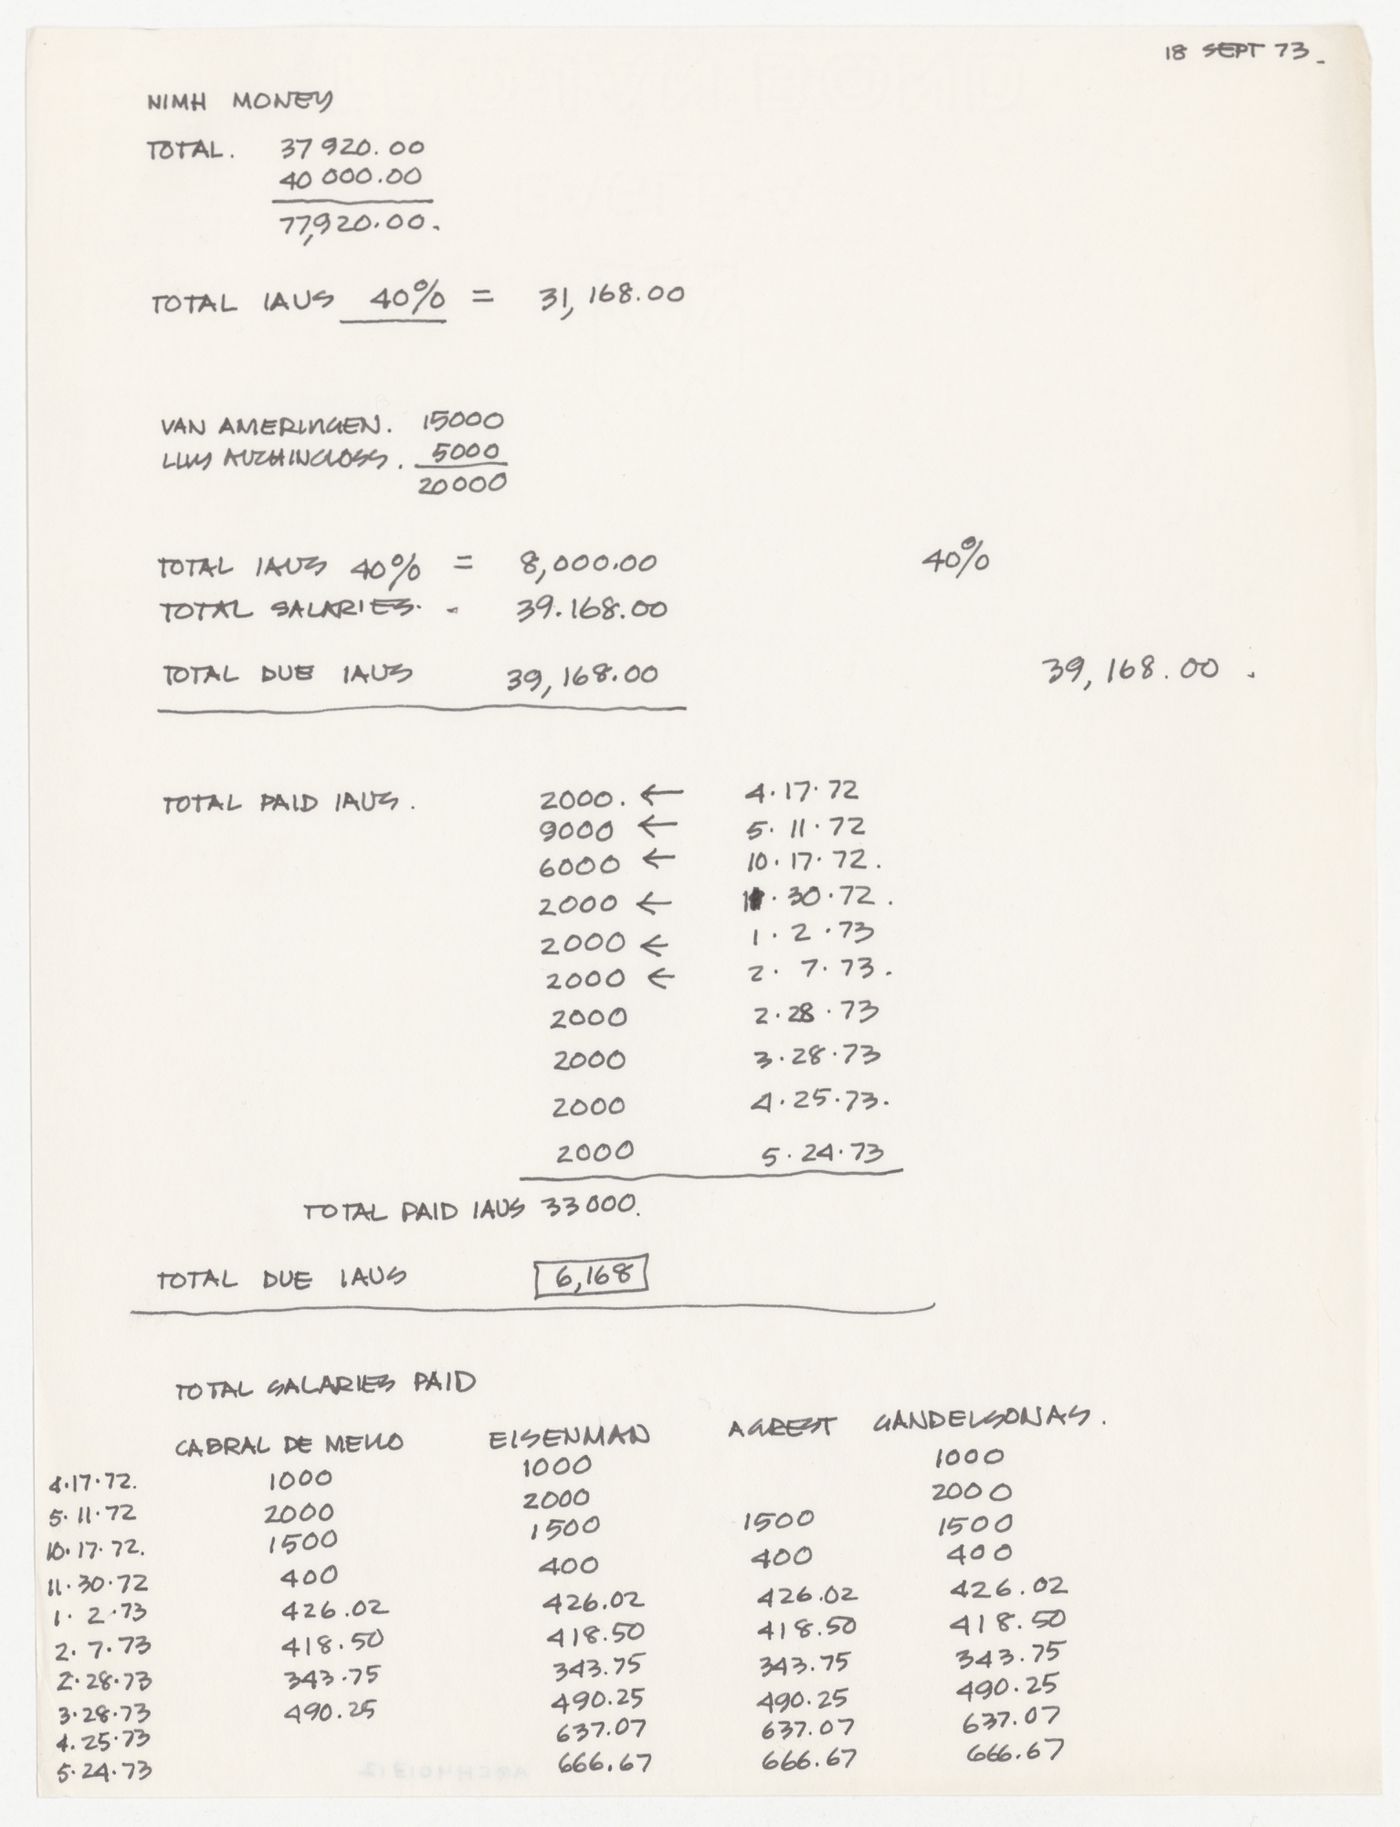 18 SEPT 73.
NIMH MONEY
TOTAL. 37 920.00
40 000.00
77,920.00.
TOTAL IAUS 40% = 31,168.00
VAN AMERINGEN. 15000
LILY AUCHINCLOSS. 5000
20000
TOTAL IAUS 40% = 8,000.00 40%
TOTAL SALARIES. - 39.168.00
TOTAL DUE IAUS 39,168.00 39,168.00.
TOTAL PAID IAUS. 2000. ← 4·17·72
9000 ← 5·11·72
6000 ← 10·17·72.
2000 ← 11·30·72.
2000 ← 1·2·73
2000 ← 2·7·73.
2000 2·28·73
2000 3·28·73
2000 4·25·73.
2000 5·24·73
TOTAL PAID IAUS 33000.
TOTAL DUE IAUS 6,168
TOTAL SALARIES PAID
CABRAL DE MELLO EISENMAN AGREST GANDELSONAS.
4·17·72. 1000 1000 1000
5·11·72 2000 2000 2000
10·17·72. 1500 1500 1500 1500
11·30·72 400 400 400 400
1·2·73 426.02 426.02 426.02 426.02
2·7·73 418.50 418.50 418.50 418.50
2·28·73 343.75 343.75 343.75 343.75
3·28·73 490.25 490.25 490.25 490.25
4·25·73 637.07 637.07 637.07
5·24·73 666.67 666.67 666.67